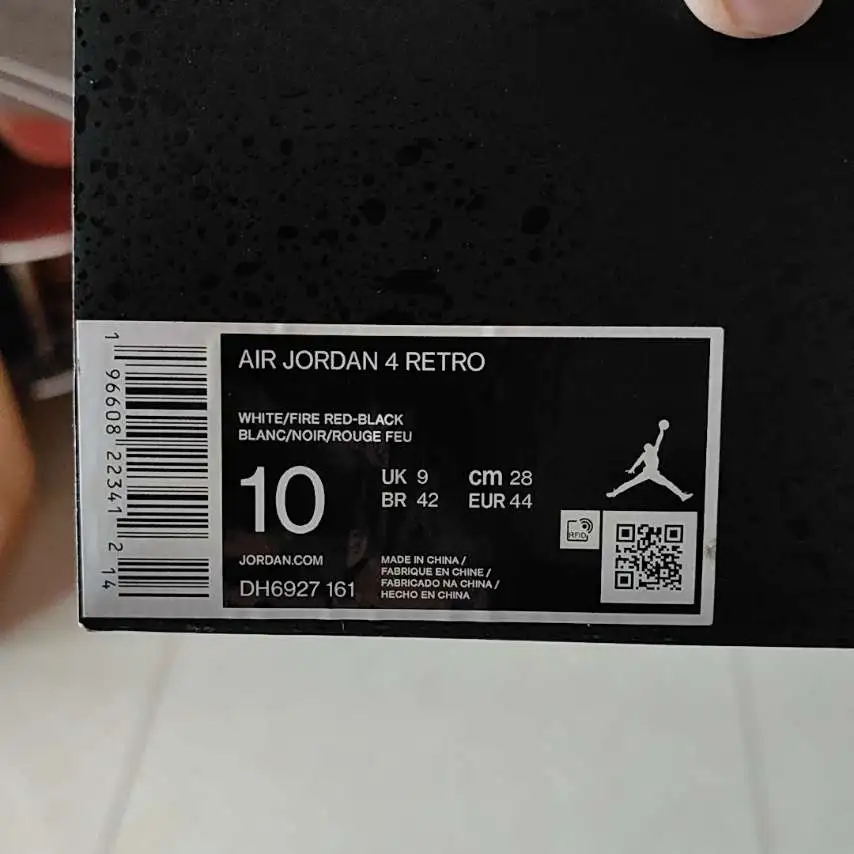 AIR JORDAN 4 RETRO
WHITE/FIRE RED-BLACK
BLANC/NOIR/ROUGE FEU
10
UK 9 cm 28
BR 42 EUR 44
JORDAN.COM
DH6927 161
MADE IN CHINA /
FABRIQUE EN CHINE /
FABRICADO NA CHINA /
HECHO EN CHINA
RFID
1 96608 22341 2 14